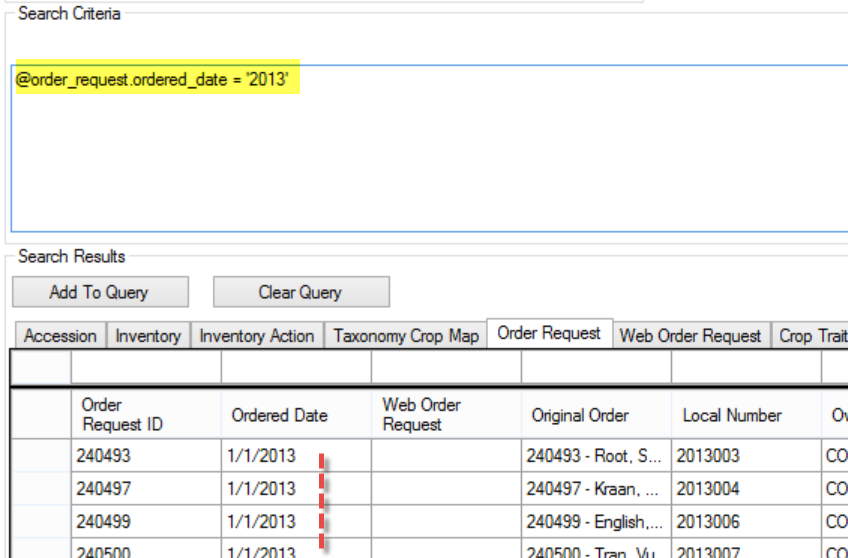 Search Criteria
@order_request.ordered_date = '2013'
Search Results
Add To Query Clear Query
Accession Inventory Inventory Action Taxonomy Crop Map Order Request Web Order Request Crop Trait
Order Request ID Ordered Date Web Order Request Original Order Local Number
240493 1/1/2013 240493 - Root, S... 2013003 CO
240497 1/1/2013 240497 - Kraan, ... 2013004 CO
240499 1/1/2013 240499 - English,... 2013006 CO
240500 1/1/2013 240500 - Tran, Vu 2013007 CO